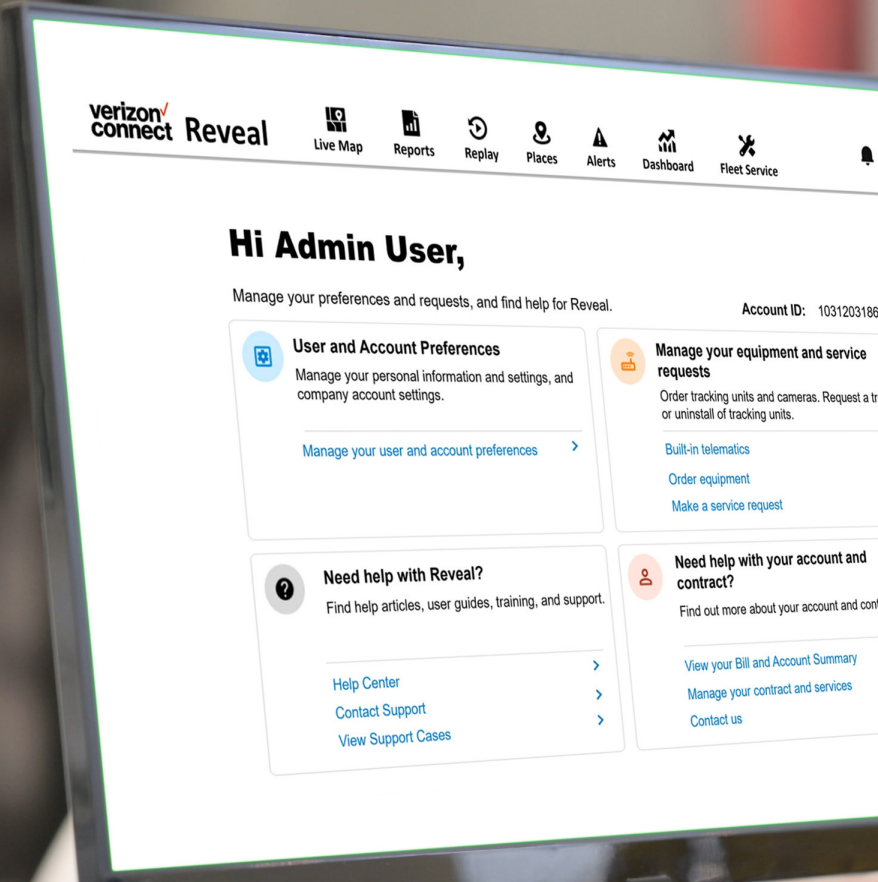 verizon
connect Reveal
Live Map
Reports
Replay
Places
Alerts
Dashboard
Fleet Service
Hi Admin User,
Manage your preferences and requests, and find help for Reveal.
Account ID: 1031203186
User and Account Preferences
Manage your personal information and settings, and
company account settings.
Manage your user and account preferences
Manage your equipment and service
requests
Order tracking units and cameras. Request a
or uninstall of tracking units.
Built-in telematics
Order equipment
Make a service request
Need help with Reveal?
Find help articles, user guides, training, and support.
Help Center
Contact Support
View Support Cases
Need help with your account and
contract?
Find out more about your account and
View your Bill and Account Summary
Manage your contract and services
Contact us